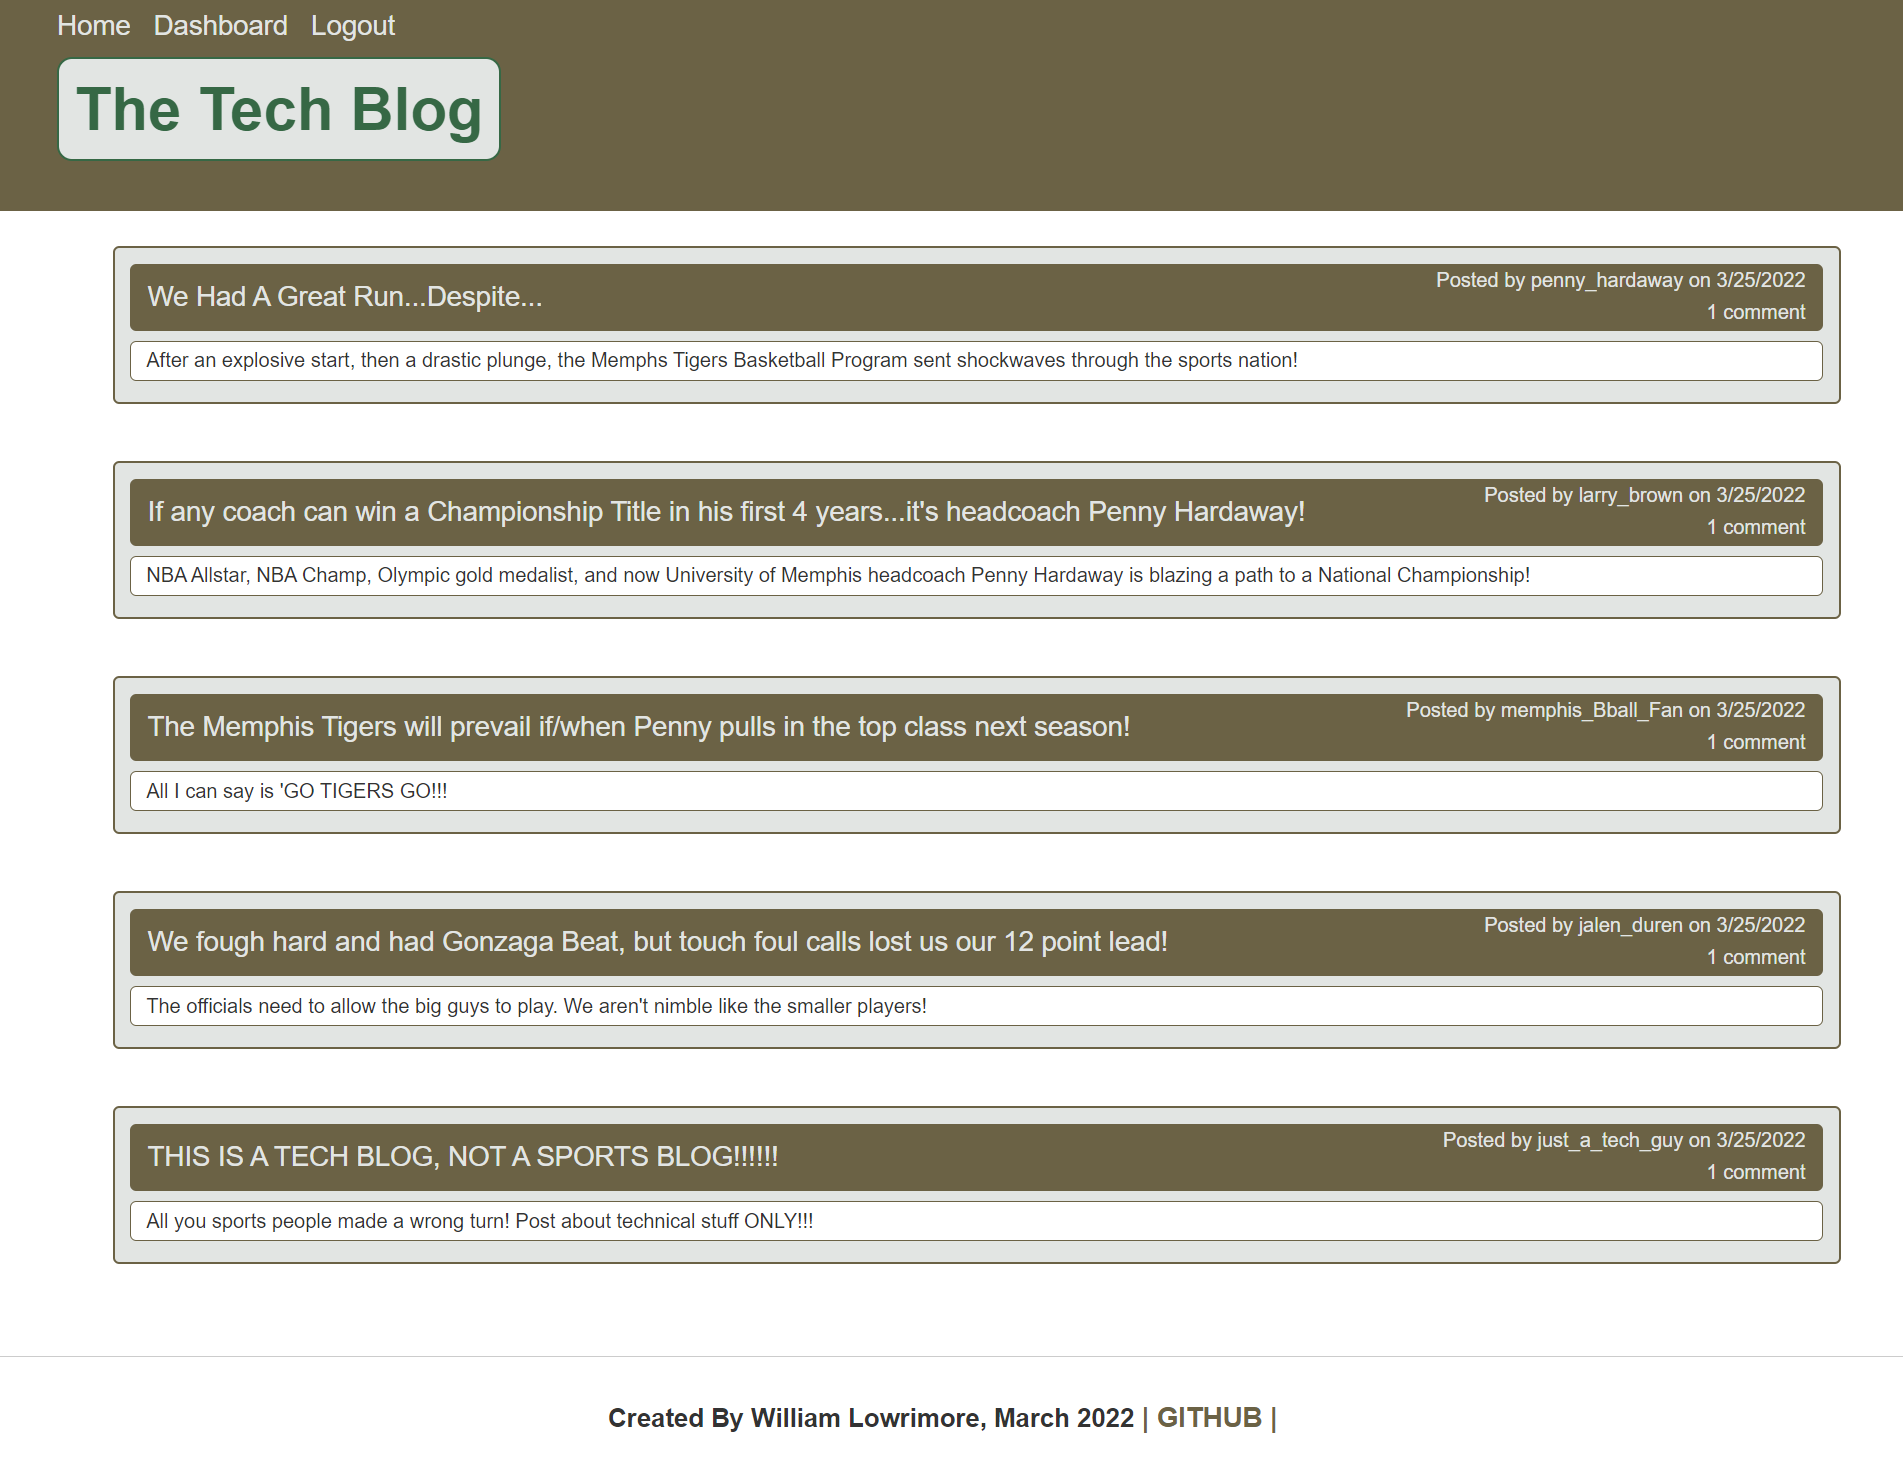 Home Dashboard Logout
The Tech Blog
We Had A Great Run...Despite...
Posted by penny_hardaway on 3/25/2022
1 comment
After an explosive start, then a drastic plunge, the Memphs Tigers Basketball Program sent shockwaves through the sports nation!
If any coach can win a Championship Title in his first 4 years...it's headcoach Penny Hardaway!
Posted by larry_brown on 3/25/2022
1 comment
NBA Allstar, NBA Champ, Olympic gold medalist, and now University of Memphis headcoach Penny Hardaway is blazing a path to a National Championship!
The Memphis Tigers will prevail if/when Penny pulls in the top class next season!
Posted by memphis_Bball_Fan on 3/25/2022
1 comment
All I can say is 'GO TIGERS GO!!!
We fough hard and had Gonzaga Beat, but touch foul calls lost us our 12 point lead!
Posted by jalen_duren on 3/25/2022
1 comment
The officials need to allow the big guys to play. We aren't nimble like the smaller players!
THIS IS A TECH BLOG, NOT A SPORTS BLOG!!!!!!
Posted by just_a_tech_guy on 3/25/2022
1 comment
All you sports people made a wrong turn! Post about technical stuff ONLY!!!
Created By William Lowrimore, March 2022 | GITHUB |